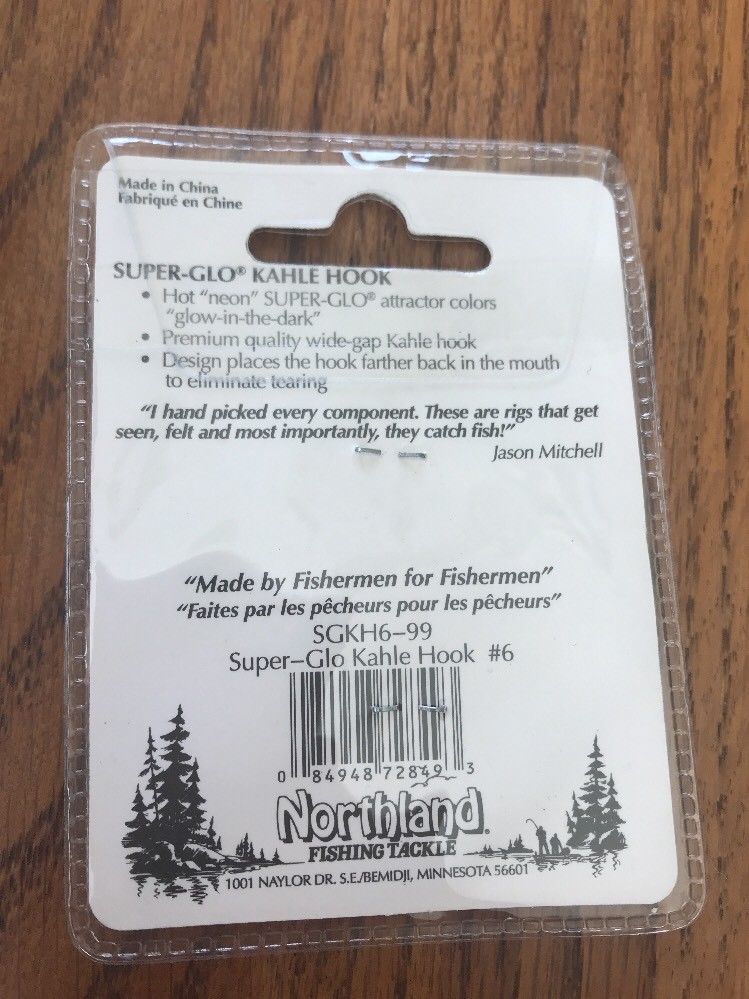 Made in China
Fabriqué en Chine
SUPER-GLO® KAHLE HOOK
• Hot “neon” SUPER-GLO® attractor colors
“glow-in-the-dark”
• Premium quality wide-gap Kahle hook
• Design places the hook farther back in the mouth
to eliminate tearing
“I hand picked every component. These are rigs that get
seen, felt and most importantly, they catch fish!”
Jason Mitchell
“Made by Fishermen for Fishermen”
“Faites par les pêcheurs pour les pêcheurs”
SGKH6–99
Super–Glo Kahle Hook #6
0 84948 72849 3
Northland®
FISHING TACKLE
1001 NAYLOR DR. S.E./BEMIDJI, MINNESOTA 56601